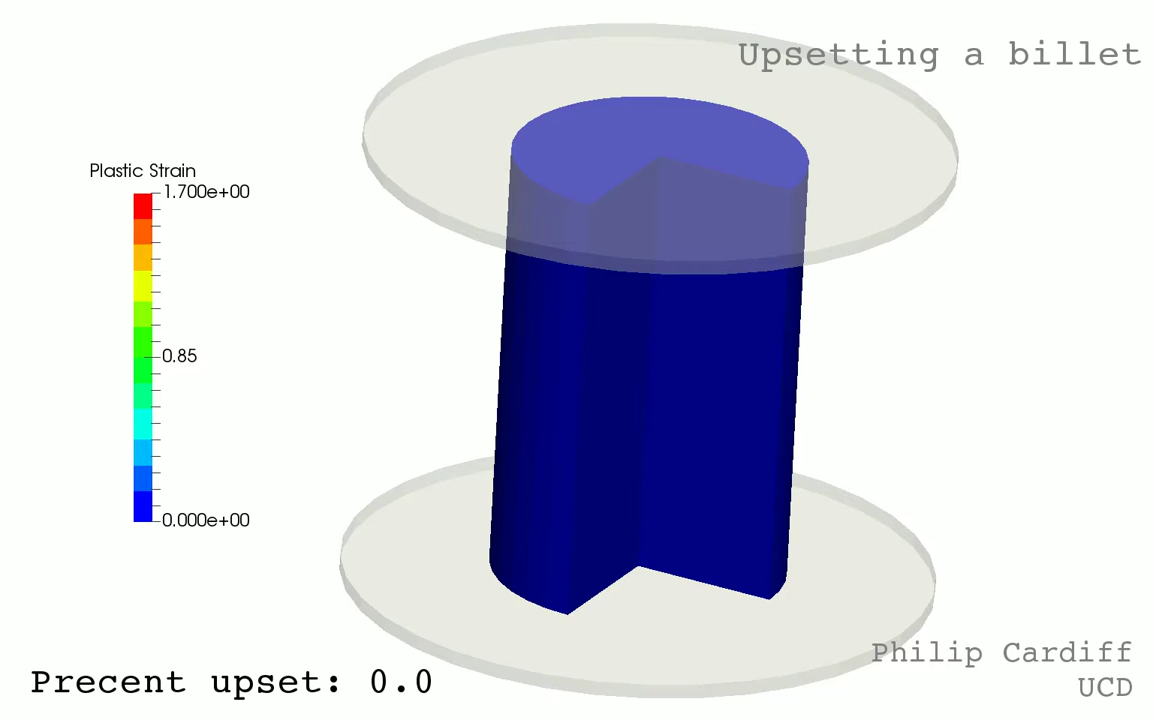 Upsetting a billet
Plastic Strain
1.700e+00
0.85
0.000e+00
Philip Cardiff
UCD
Precent upset: 0.0